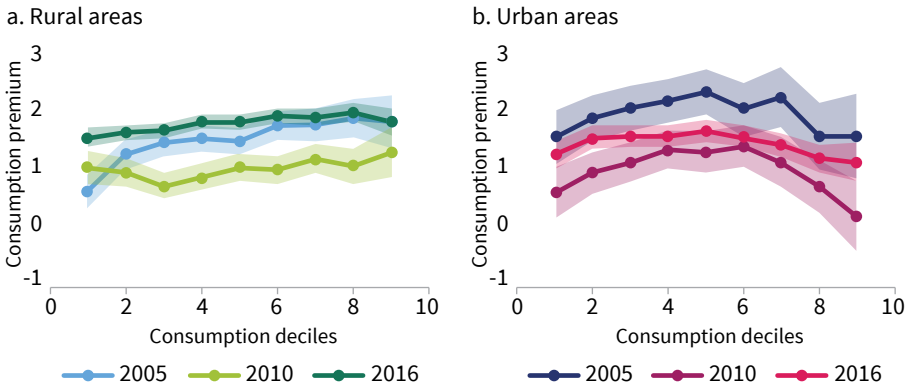 a. Rural areas
Consumption premium
3
2
1
0
-1
0 2 4 6 8 10
Consumption deciles
2005 2010 2016
b. Urban areas
Consumption premium
3
2
1
0
-1
0 2 4 6 8 10
Consumption deciles
2005 2010 2016